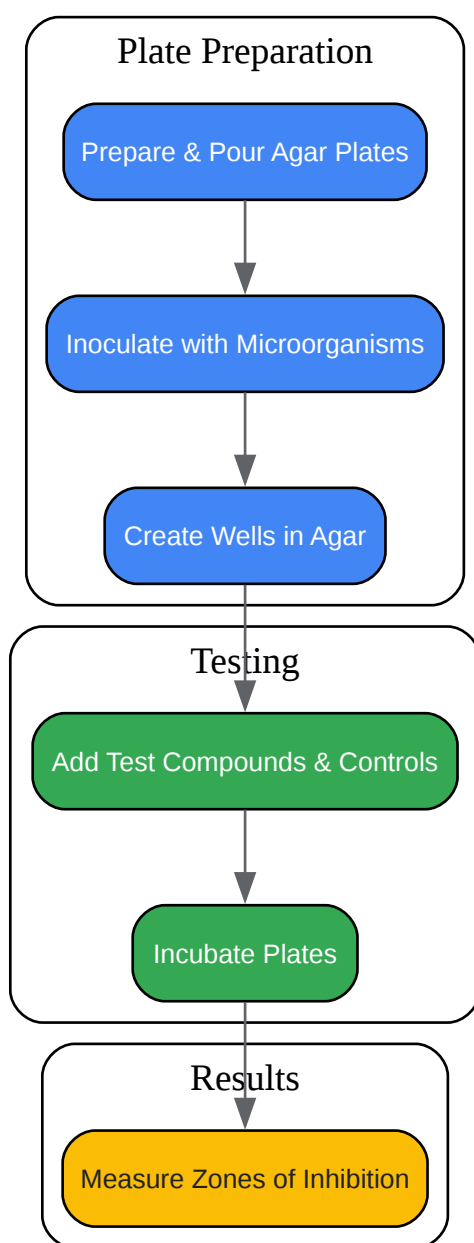 Plate Preparation
Prepare & Pour Agar Plates
Inoculate with Microorganisms
Create Wells in Agar
Testing
Add Test Compounds & Controls
Incubate Plates
Results
Measure Zones of Inhibition